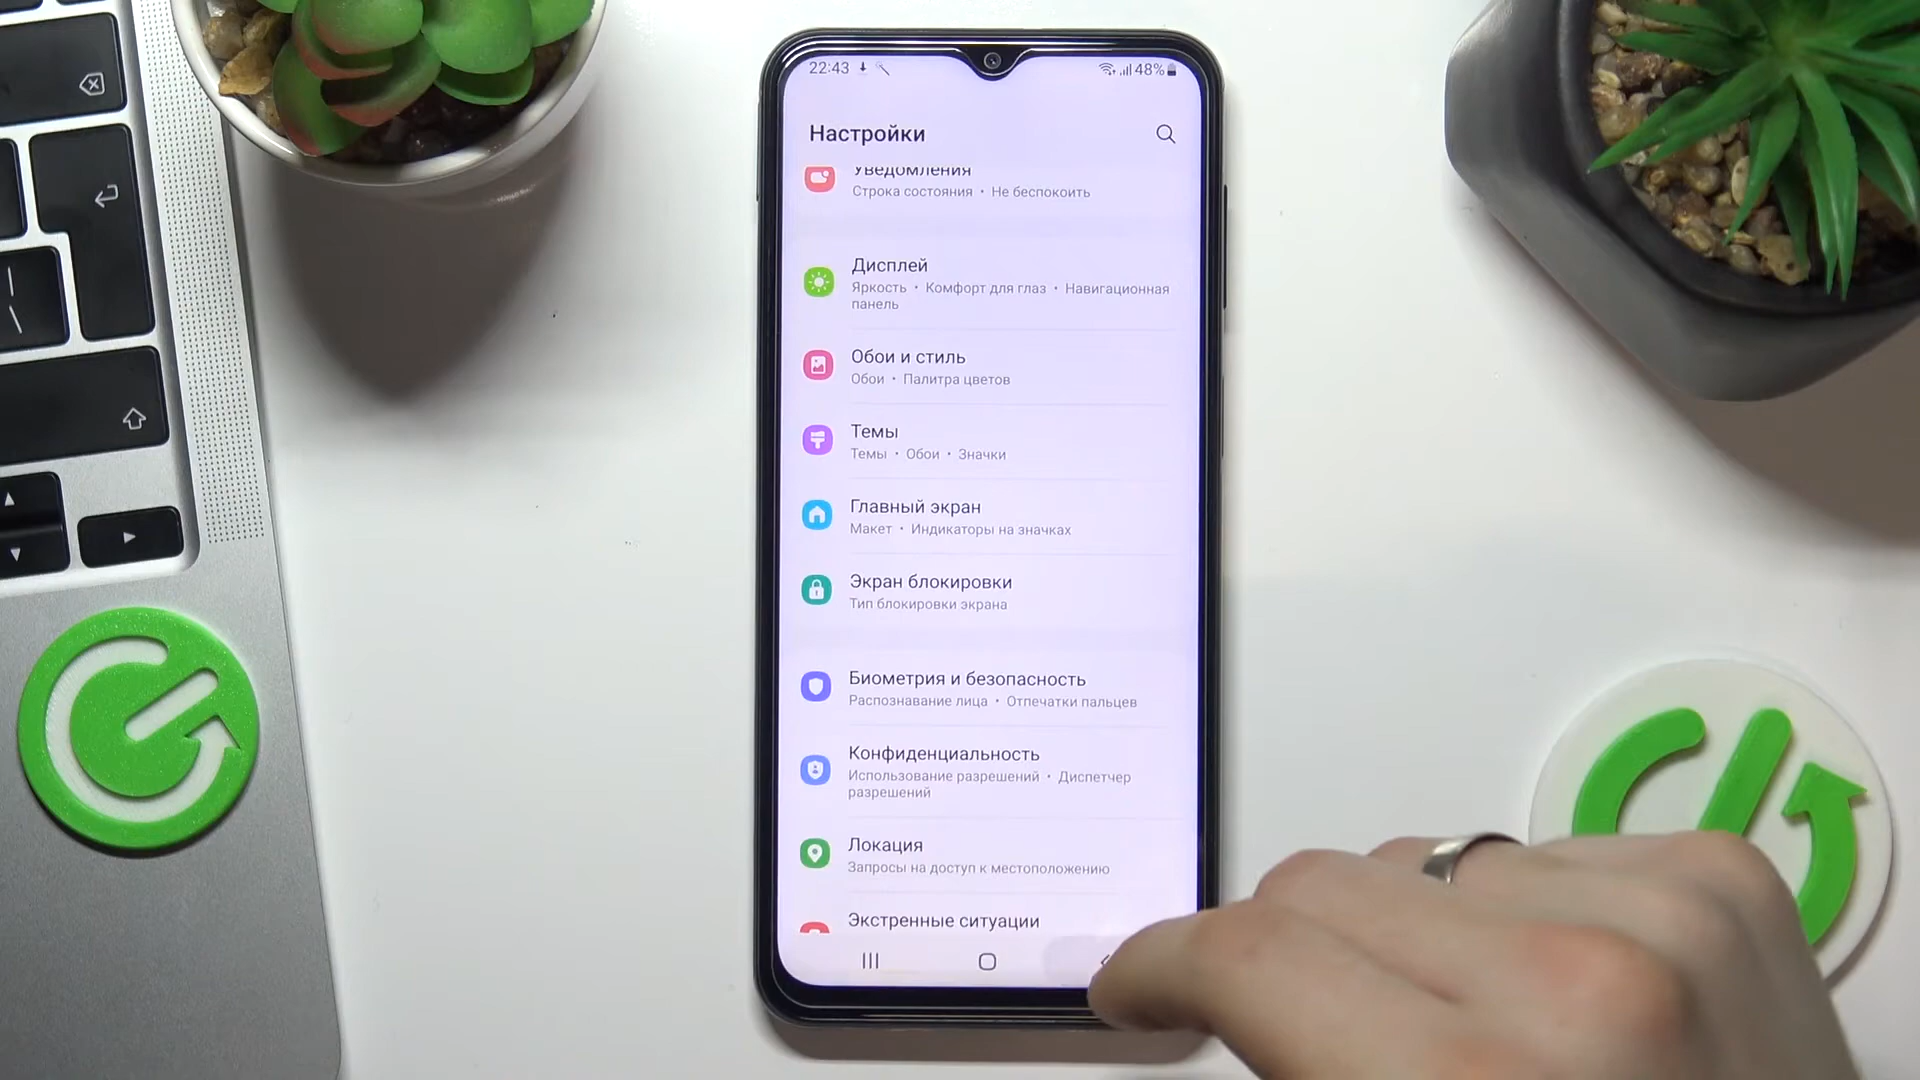 22:43
48%
Настройки
Уведомления
Строка состояния • Не беспокоить
Дисплей
Яркость • Комфорт для глаз • Навигационная
панель
Обои и стиль
Обои • Палитра цветов
Темы
Темы • Обои • Значки
Главный экран
Макет • Индикаторы на значках
Экран блокировки
Тип блокировки экрана
Биометрия и безопасность
Распознавание лица • Отпечатки пальцев
Конфиденциальность
Использование разрешений • Диспетчер
разрешений
Локация
Запросы на доступ к местоположению
Экстренные ситуации